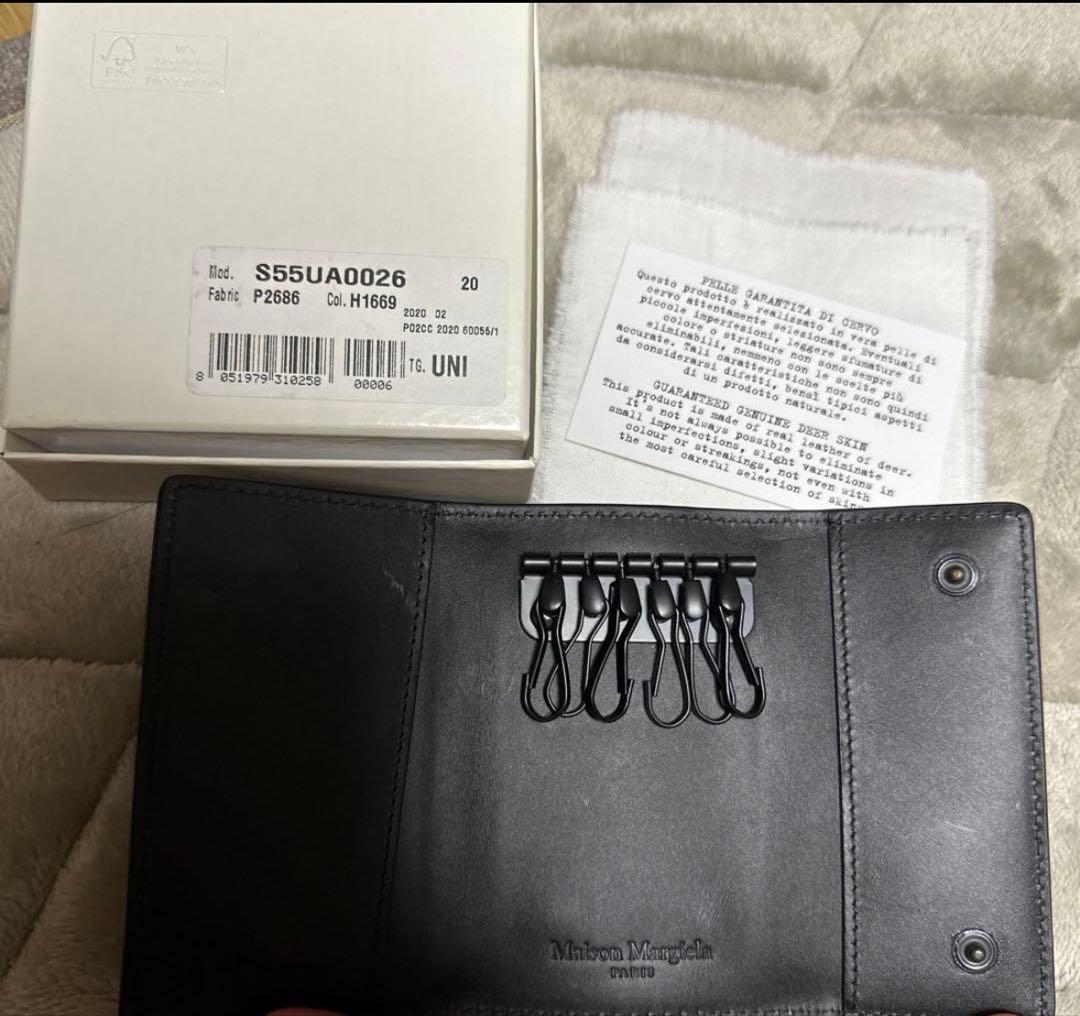 FSC
Mod. S55UA0026 20
Fabric P2686 Col. H1669
2020 02
P02CC 2020 60055/1
8 051979 310258 00006
TG. UNI
PELLE GARANTITA DI CERVO
Questo prodotto è realizzato in vera pelle di
cervo attentamente selezionata. Eventuali
piccole imperfezioni, leggere sfumature di
colore o striature non sono sempre
eliminabili, nemmeno con le scelte più
accurate. Tali caratteristiche non sono quindi
da considerarsi difetti, bensì tipici aspetti
di un prodotto naturale.
GUARANTEED GENUINE DEER SKIN
This product is made of real leather of deer.
It's not always possible to eliminate
small imperfections, slight variations in
colour or streakings, not even with
the most careful selection of skins
Maison Margiela
PARIS